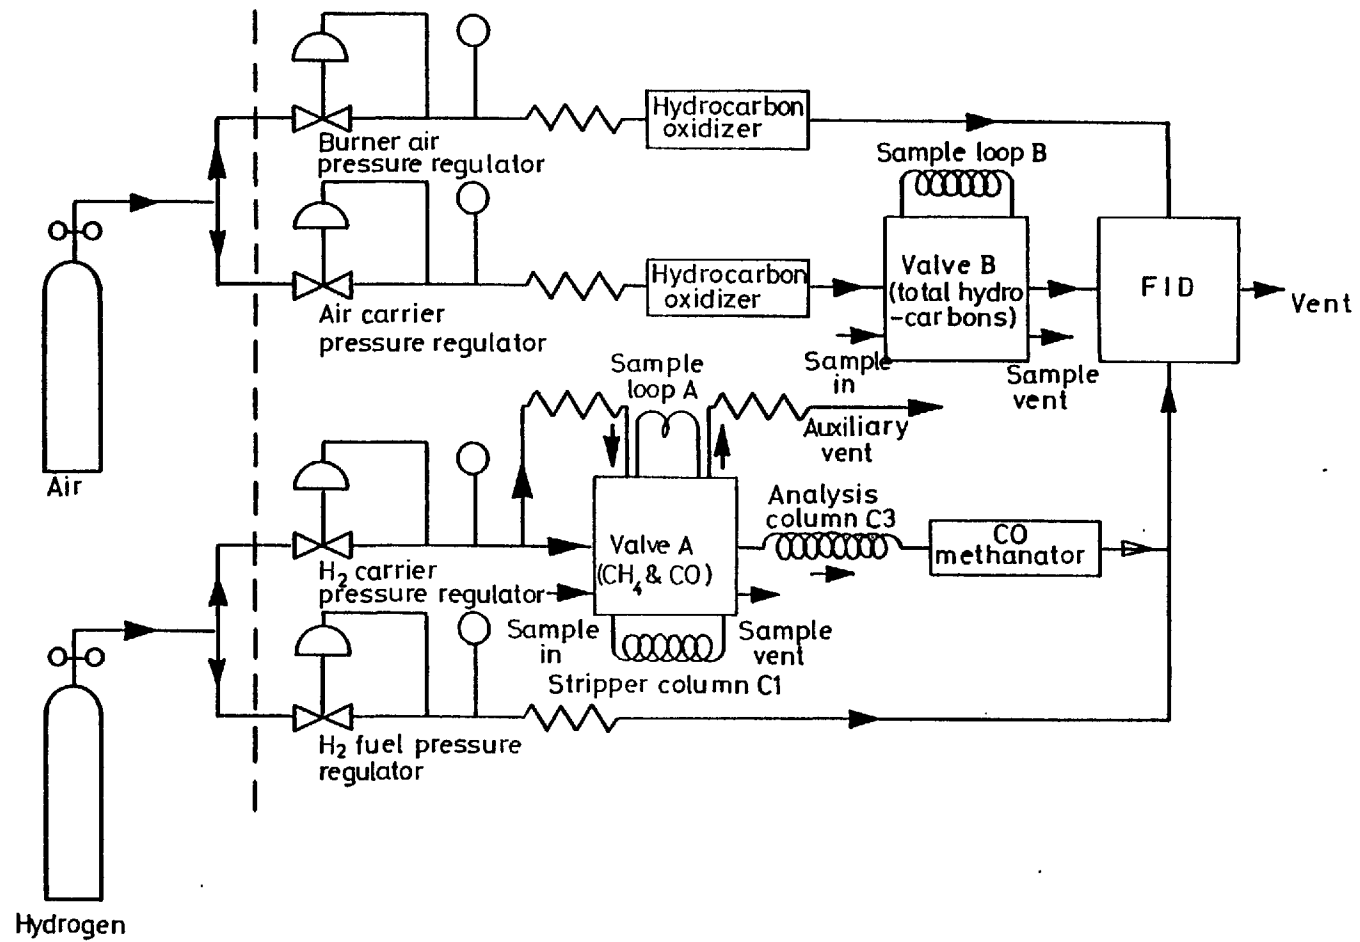 Hydrocarbon
oxidizer
Burner air
pressure regulator
Sample loop B
Hydrocarbon
oxidizer
Valve B
(total hydro
-carbons)
FID
Vent
Air carrier
pressure regulator
Sample
in
Sample
vent
Sample
loop A
Auxiliary
vent
Air
Analysis
column C3
Valve A
(CH₄ & CO)
CO
methanator
H₂ carrier
pressure regulator
Sample
in
Sample
vent
Stripper column C1
H₂ fuel pressure
regulator
Hydrogen